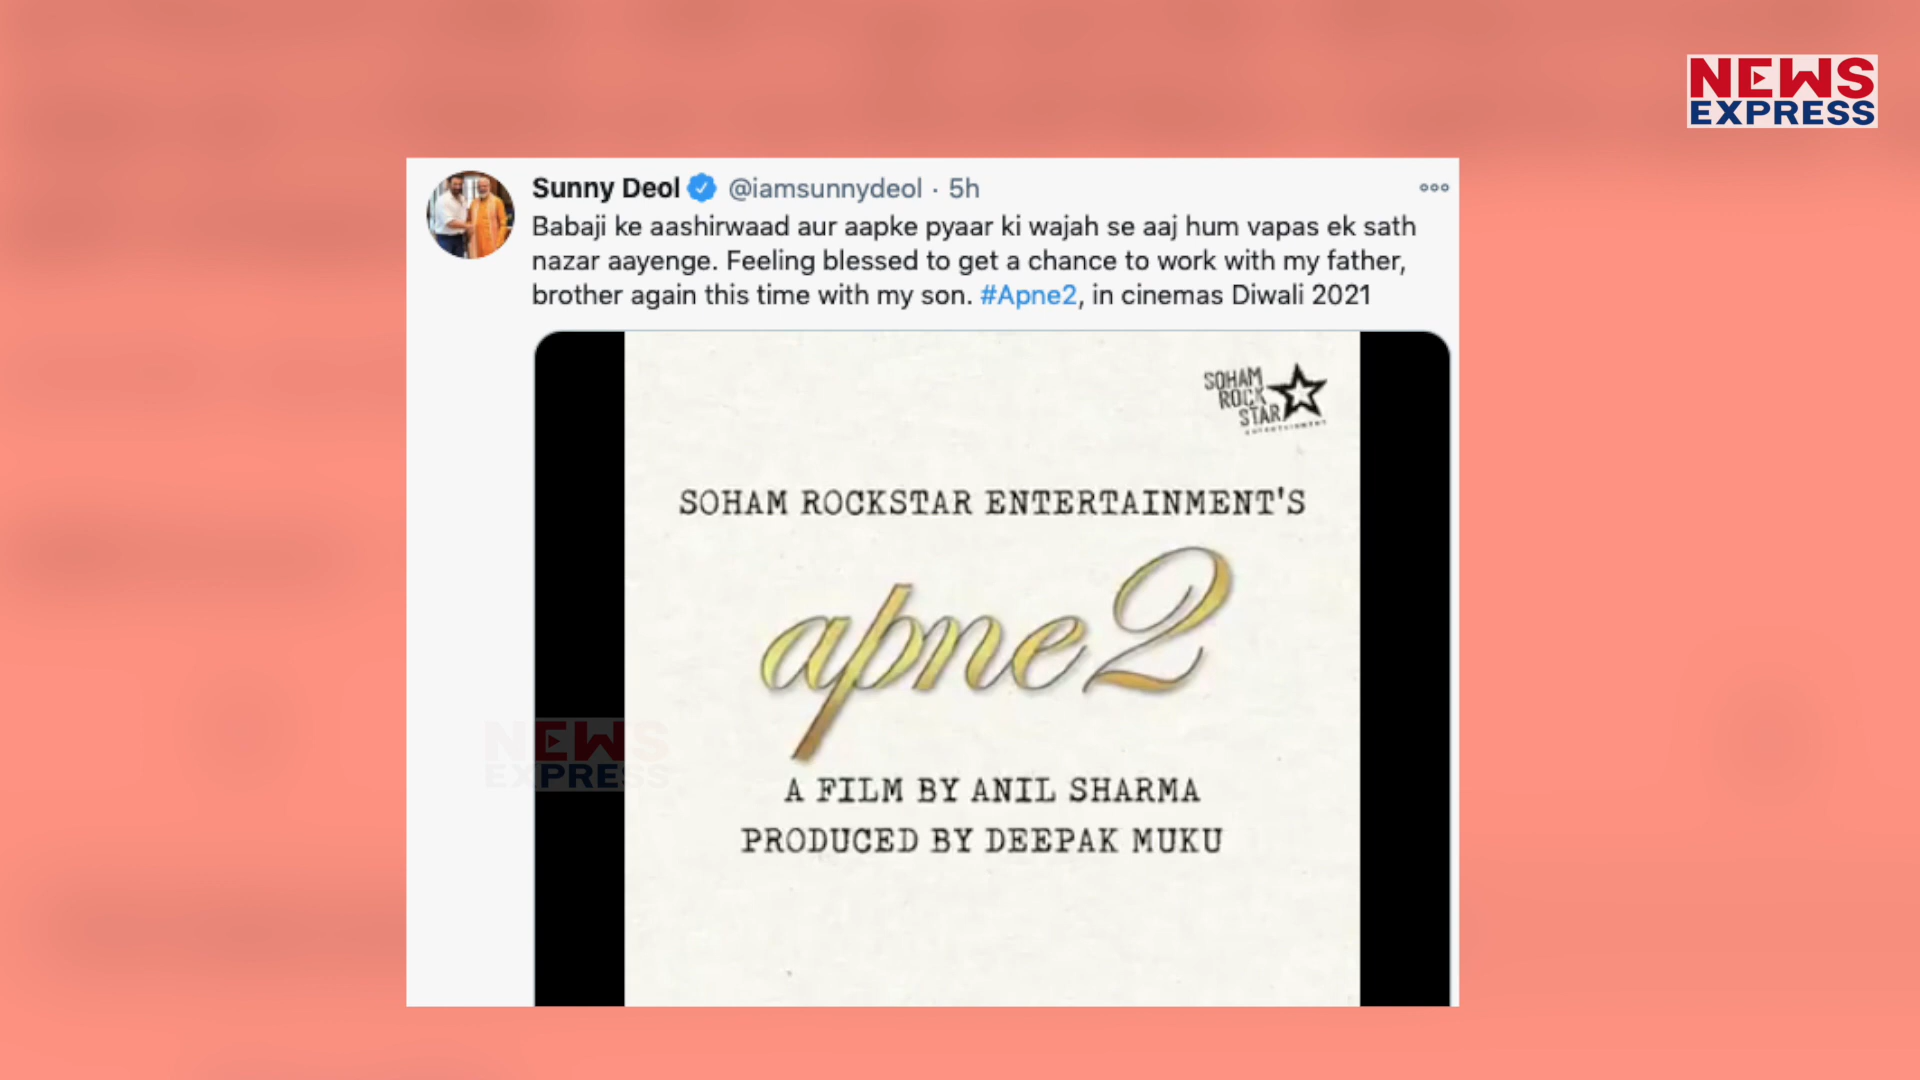 NEWS
EXPRESS
Sunny Deol @iamsunnydeol · 5h
Babaji ke aashirwaad aur aapke pyaar ki wajah se aaj hum vapas ek sath
nazar aayenge. Feeling blessed to get a chance to work with my father,
brother again this time with my son. #Apne2, in cinemas Diwali 2021
SOHAM
ROCK
STAR
ENTERTAINMENT
SOHAM ROCKSTAR ENTERTAINMENT'S
apne2
NEWS
EXPRESS
A FILM BY ANIL SHARMA
PRODUCED BY DEEPAK MUKU